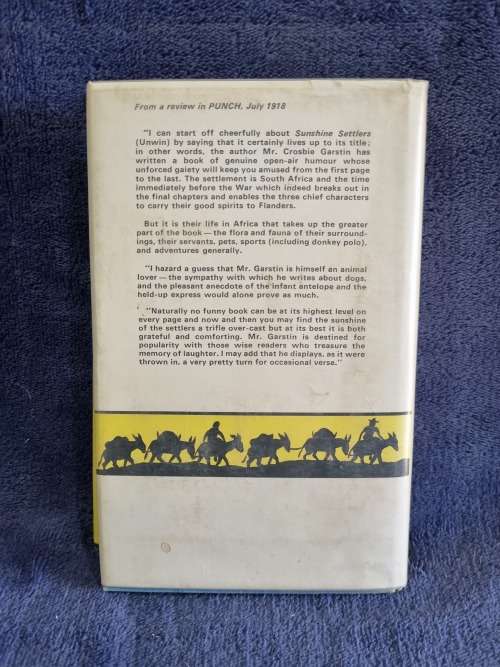 From a review in PUNCH, July 1918
"I can start off cheerfully about Sunshine Settlers
(Unwin) by saying that it certainly lives up to its title;
in other words, the author Mr. Crosbie Garstin has
written a book of genuine open-air humour whose
unforced gaiety will keep you amused from the first page
to the last. The settlement is South Africa and the time
immediately before the War which indeed breaks out in
the final chapters and enables the three chief characters
to carry their good spirits to Flanders.
But it is their life in Africa that takes up the greater
part of the book — the flora and fauna of their surround-
ings, their servants, pets, sports (including donkey polo),
and adventures generally.
"I hazard a guess that Mr. Garstin is himself an animal
lover — the sympathy with which he writes about dogs,
and the pleasant anecdote of the infant antelope and the
held-up express would alone prove as much.
"Naturally no funny book can be at its highest level on
every page and now and then you may find the sunshine
of the settlers a trifle over-cast but at its best it is both
grateful and comforting. Mr. Garstin is destined for
popularity with those wise readers who treasure the
memory of laughter. I may add that he displays, as it were
thrown in, a very pretty turn for occasional verse."